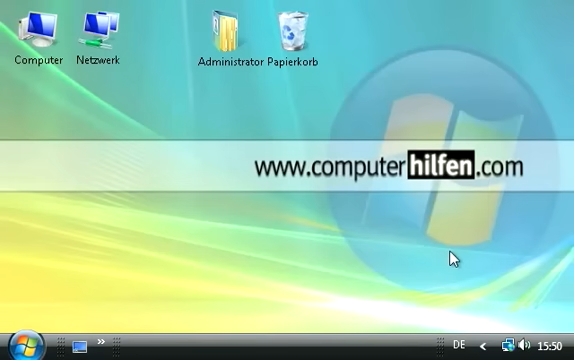 Computer
Netzwerk
Administrator
Papierkorb
www.computerhilfen.com
DE
15:50